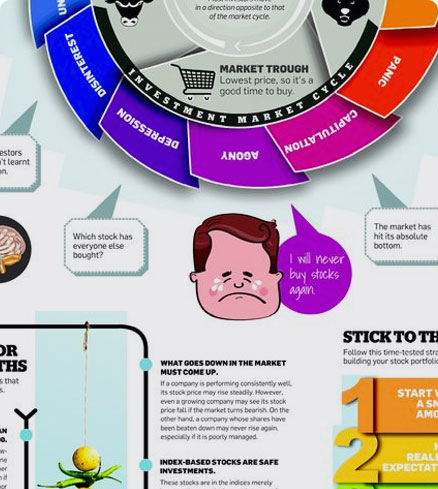 in a direction opposite to that
of the market cycle.
MARKET TROUGH
Lowest price, so it's a
good time to buy.
INVESTMENT MARKET CYCLE
UN
DISINTEREST
DEPRESSION
AGONY
CAPITULATION
PANIC
estors
't learnt
on.
Which stock has
everyone else
bought?
I will never
buy stocks
again.
The market has
hit its absolute
bottom.
OR
THS
s that
s.
AN
O.
WHAT GOES DOWN IN THE MARKET
MUST COME UP.
If a company is performing consistently well,
its stock price may rise steadily. However,
even a growing company may see its stock
price fall if the market turns bearish. On the
other hand, a company whose shares have
been beaten down may never rise again,
especially if it is poorly managed.
INDEX-BASED STOCKS ARE SAFE
INVESTMENTS.
These stocks are in the indices merely
STICK TO TH
Follow this time-tested stra
building your stock portfolio
1
START W
A SM
AMO
2
REALI
EXPECTATI